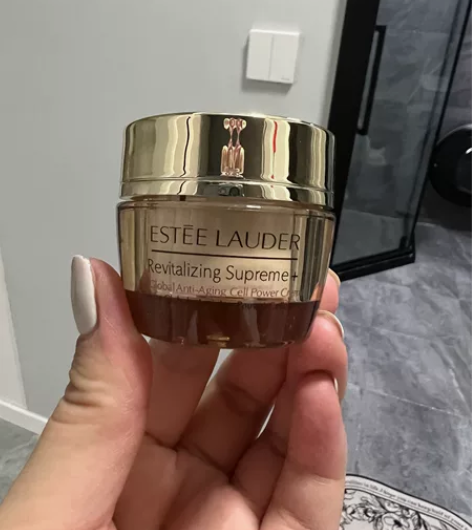 ESTĒE LAUDER
Revitalizing Supreme+
Global Anti-Aging Cell Power